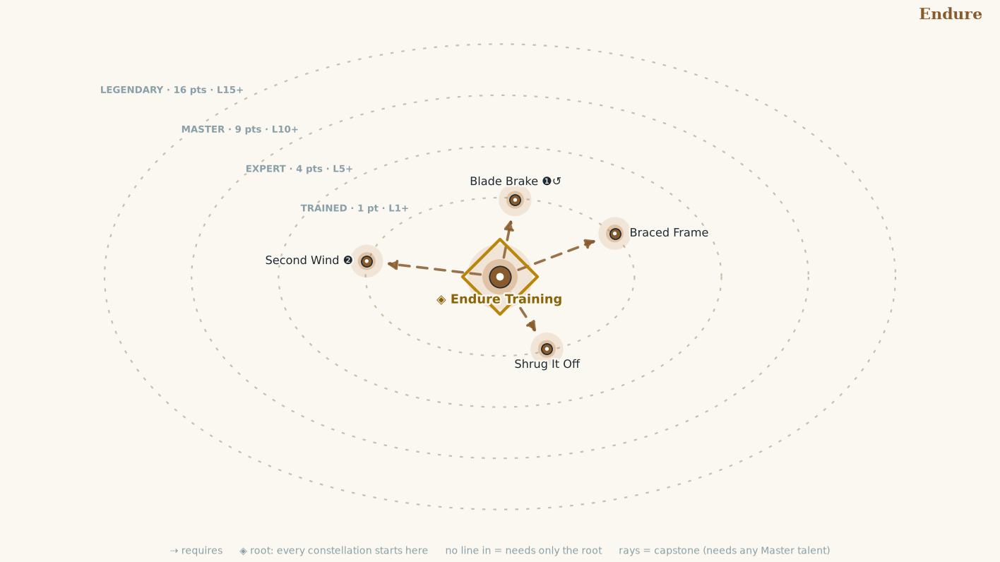 Endure
LEGENDARY · 16 pts · L15+
MASTER · 9 pts · L10+
EXPERT · 4 pts · L5+
Blade Brake ❶↺
TRAINED · 1 pt · L1+
Braced Frame
Second Wind ❷
◈ Endure Training
Shrug It Off
⇢ requires ◈ root: every constellation starts here no line in = needs only the root rays = capstone (needs any Master talent)